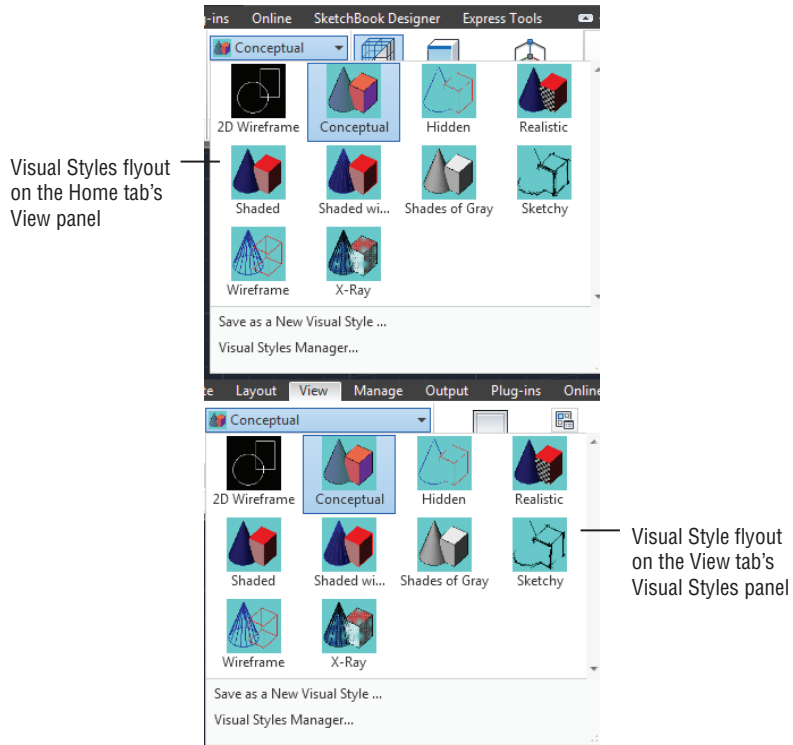 -ins Online SketchBook Designer Express Tools
Conceptual
2D Wireframe Conceptual Hidden Realistic
Visual Styles flyout
on the Home tab's
View panel
Shaded Shaded wi... Shades of Gray Sketchy
Wireframe X-Ray
Save as a New Visual Style ...
Visual Styles Manager...
te Layout View Manage Output Plug-ins Online
Conceptual
2D Wireframe Conceptual Hidden Realistic
Visual Style flyout
on the View tab's
Visual Styles panel
Shaded Shaded wi... Shades of Gray Sketchy
Wireframe X-Ray
Save as a New Visual Style ...
Visual Styles Manager...